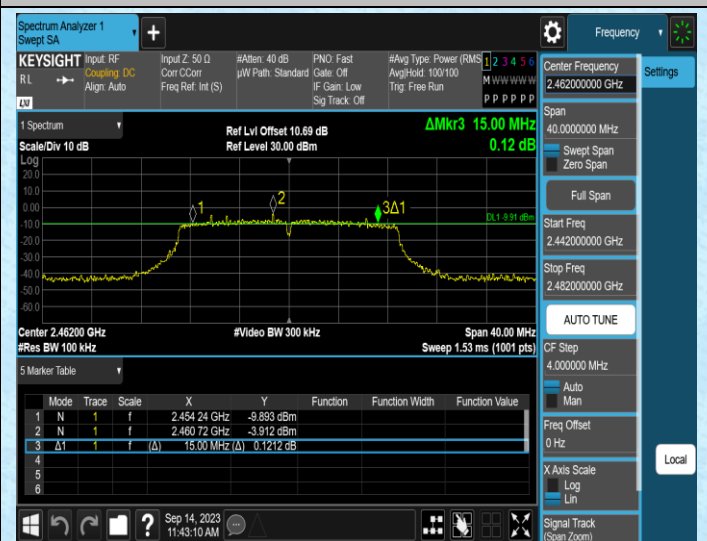 Spectrum Analyzer 1
Swept SA
+
Frequency
KEYSIGHT
RL
LXI
Input: RF
Coupling: DC
Align: Auto
Input Z: 50 Ω
Corr CCorr
Freq Ref: Int (S)
#Atten: 40 dB
µW Path: Standard
PNO: Fast
Gate: Off
IF Gain: Low
Sig Track: Off
#Avg Type: Power (RMS
Avg|Hold: 100/100
Trig: Free Run
1 2 3 4 5 6
M W W W W W
P P P P P P
Center Frequency
2.462000000 GHz
Settings
Span
40.0000000 MHz
Swept Span
Zero Span
Full Span
Start Freq
2.442000000 GHz
Stop Freq
2.482000000 GHz
AUTO TUNE
CF Step
4.000000 MHz
Auto
Man
Freq Offset
0 Hz
X Axis Scale
Log
Lin
Signal Track
(Span Zoom)
Local
1 Spectrum
Scale/Div 10 dB
Log
Ref Lvl Offset 10.69 dB
Ref Level 30.00 dBm
ΔMkr3 15.00 MHz
0.12 dB
20.0
10.0
0.00
-10.0
-20.0
-30.0
-40.0
-50.0
-60.0
1
2
3Δ1
DL1 -9.91 dBm
Center 2.46200 GHz
#Res BW 100 kHz
#Video BW 300 kHz
Span 40.00 MHz
Sweep 1.53 ms (1001 pts)
5 Marker Table
Mode Trace Scale X Y Function Function Width Function Value
1 N 1 f 2.454 24 GHz -9.893 dBm
2 N 1 f 2.460 72 GHz -3.912 dBm
3 Δ1 1 f (Δ) 15.00 MHz (Δ) 0.1212 dB
4
5
6
?
Sep 14, 2023
11:43:10 AM